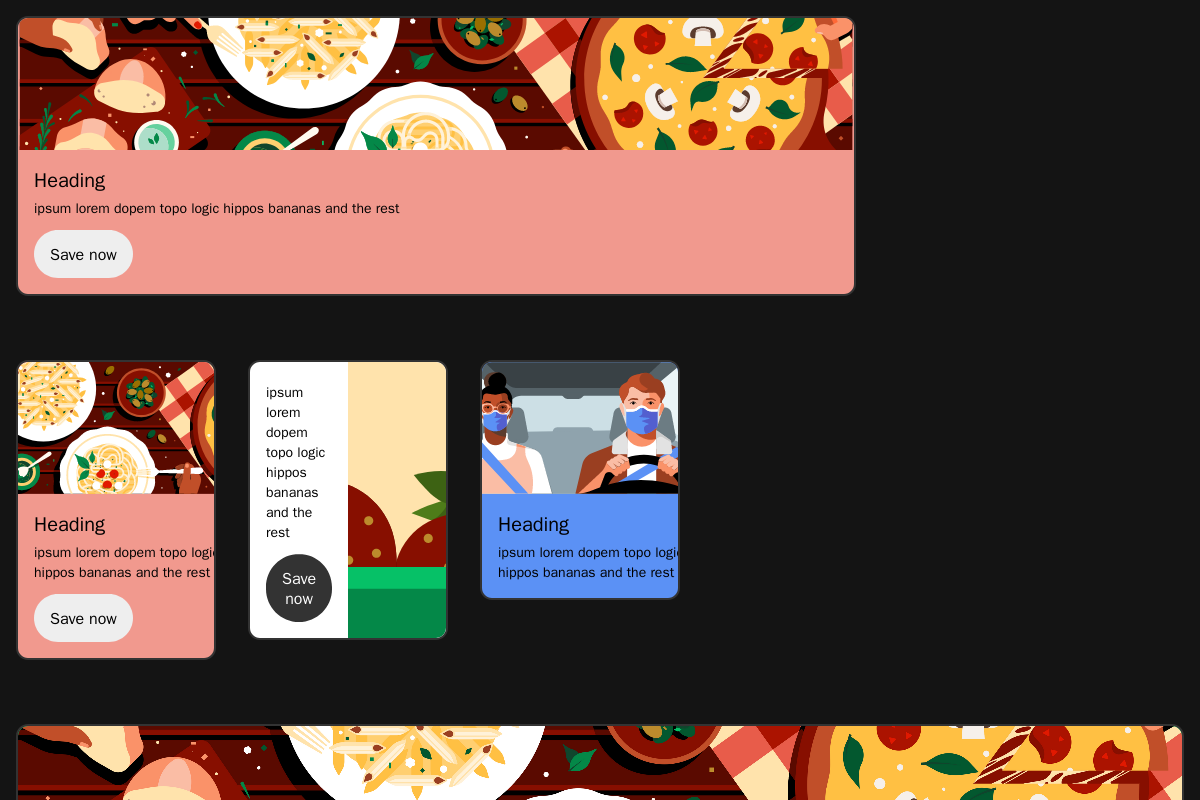 Heading
ipsum lorem dopem topo logic hippos bananas and the rest
Save now
Heading
ipsum lorem dopem topo logic
hippos bananas and the rest
Save now
ipsum
lorem
dopem
topo logic
hippos
bananas
and the
rest
Save
now
Heading
ipsum lorem dopem topo logic
hippos bananas and the rest